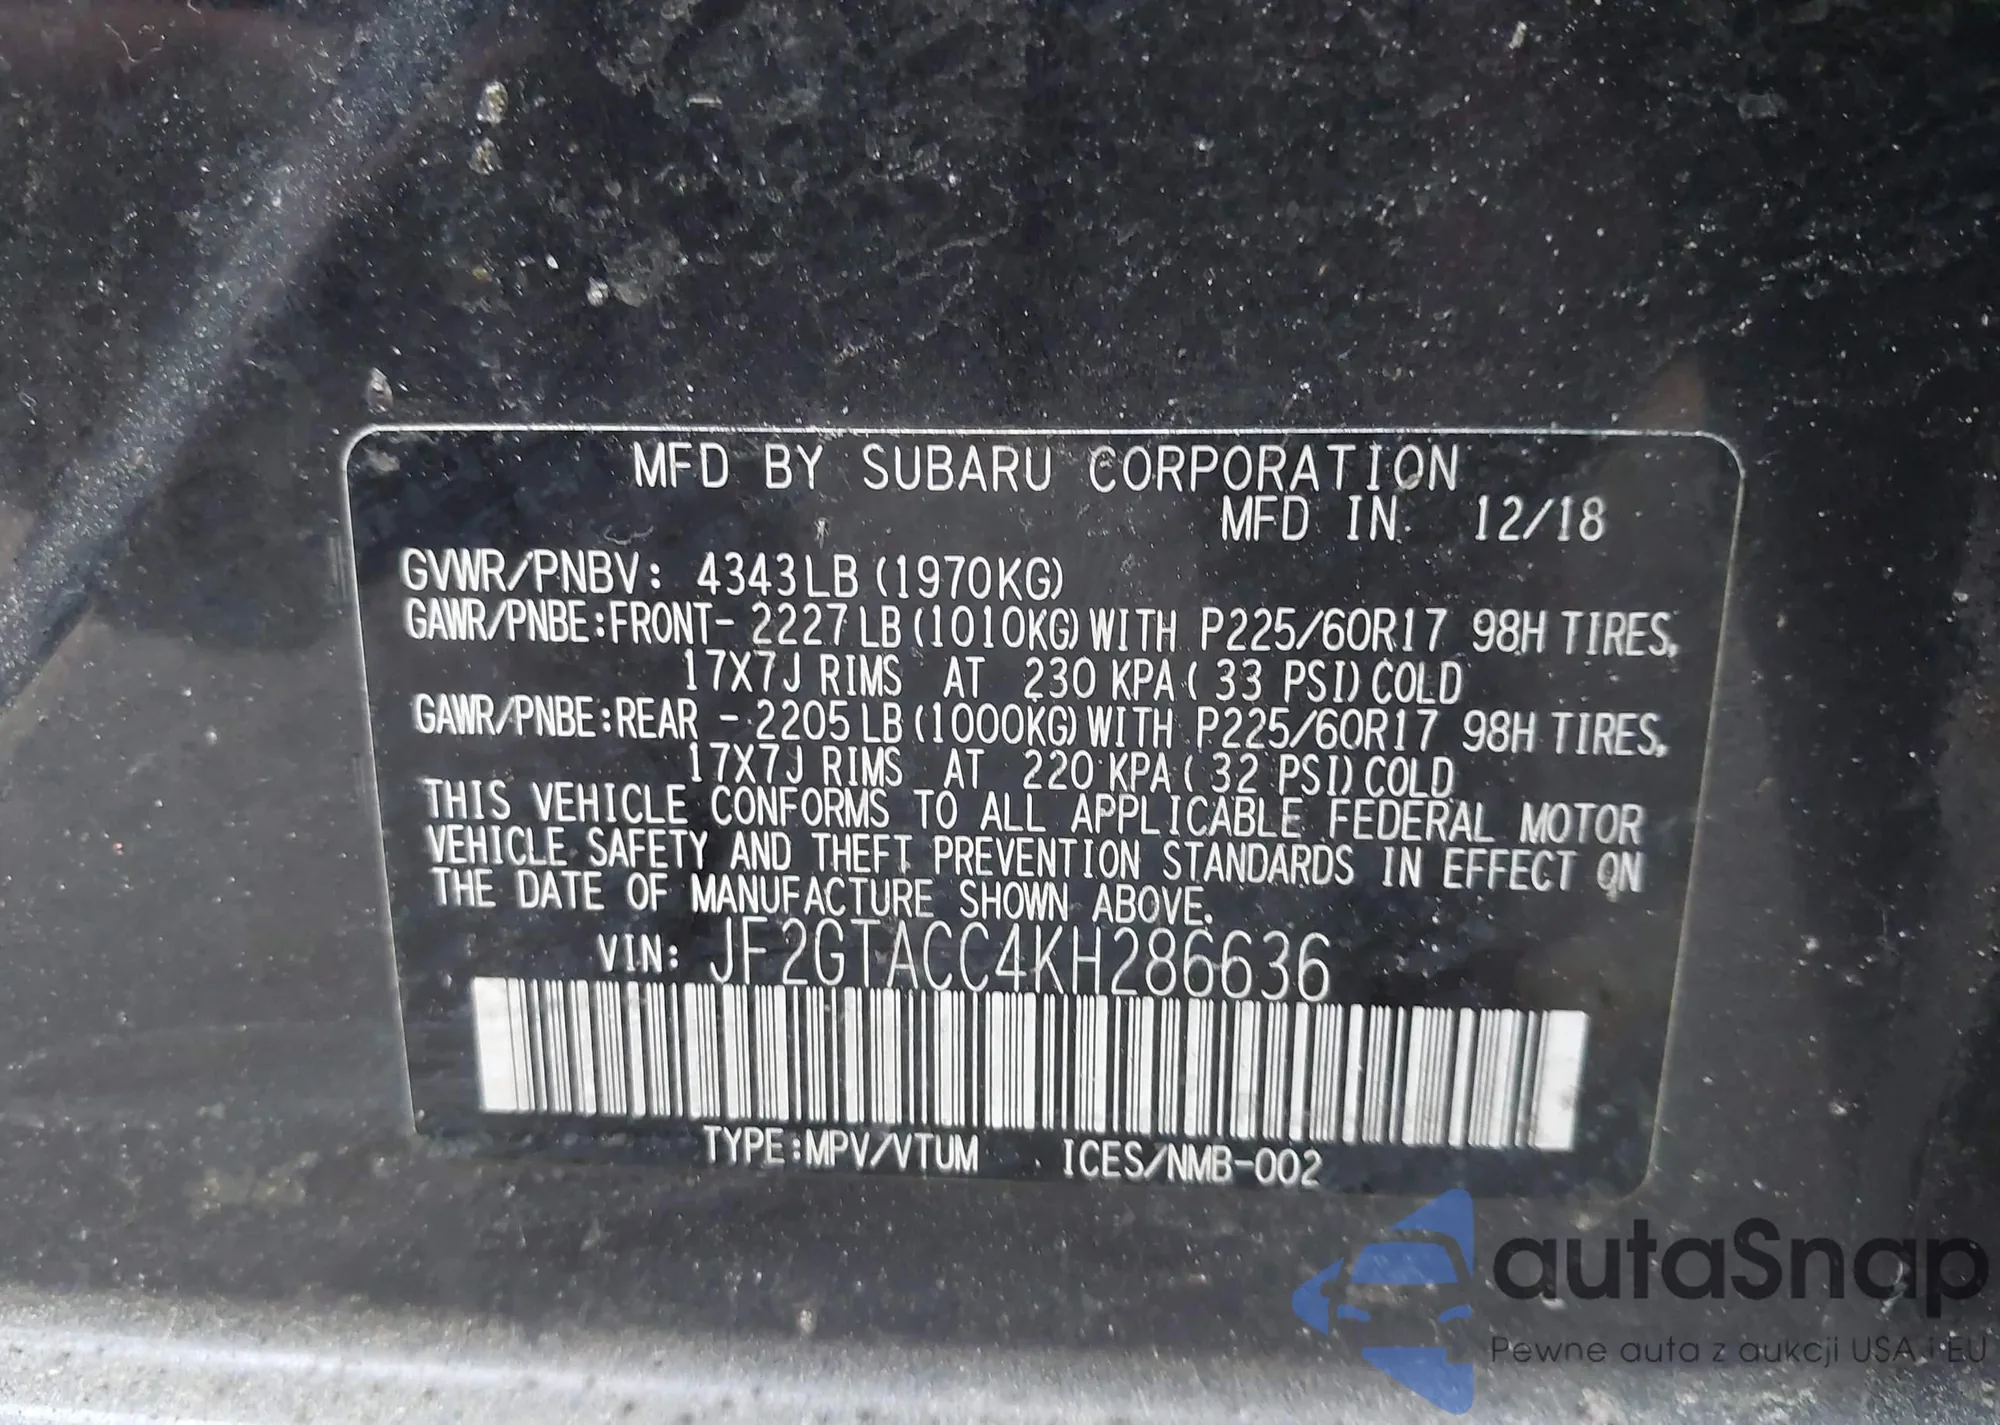 MFD BY SUBARU CORPORATION
MFD IN 12/18
GVWR/PNBV: 4343LB (1970KG)
GAWR/PNBE:FRONT- 2227LB(1010KG)WITH P225/60R17 98H TIRES,
17X7J RIMS AT 230 KPA( 33 PSI)COLD
GAWR/PNBE:REAR - 2205LB(1000KG)WITH P225/60R17 98H TIRES,
17X7J RIMS AT 220 KPA( 32 PSI)COLD
THIS VEHICLE CONFORMS TO ALL APPLICABLE FEDERAL MOTOR
VEHICLE SAFETY AND THEFT PREVENTION STANDARDS IN EFFECT ON
THE DATE OF MANUFACTURE SHOWN ABOVE.
VIN: JF2GTACC4KH286636
TYPE:MPV/VTUM ICES/NMB-002
autaSnap
Pewne auta z aukcji USA i EU